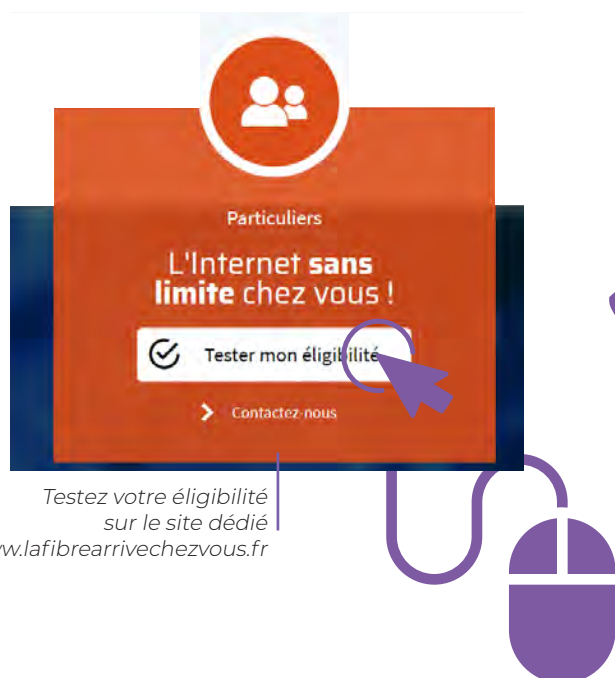 Particuliers
L'Internet sans
limite chez vous !
Tester mon éligibilité
Contactez-nous
Testez votre éligibilité
sur le site dédié
w.lafibrearrivechezvous.fr